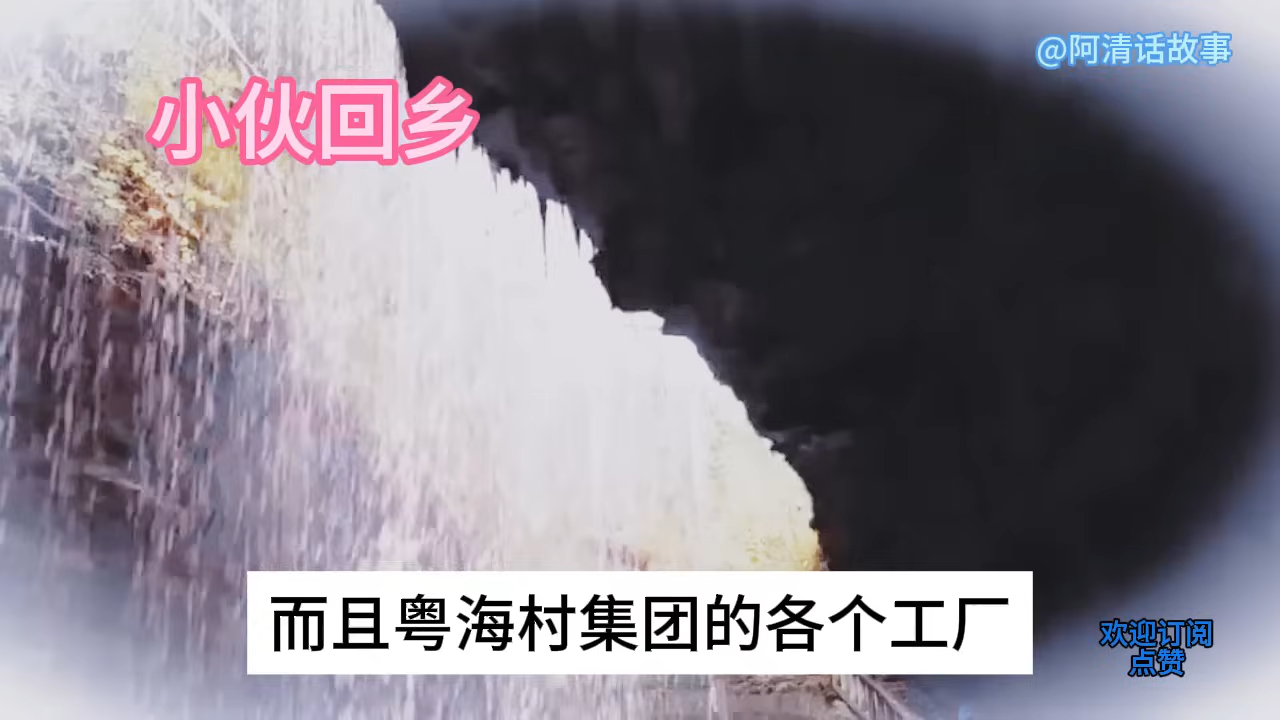 @阿清话故事
小伙回乡
而且粤海村集团的各个工厂
欢迎订阅
点赞